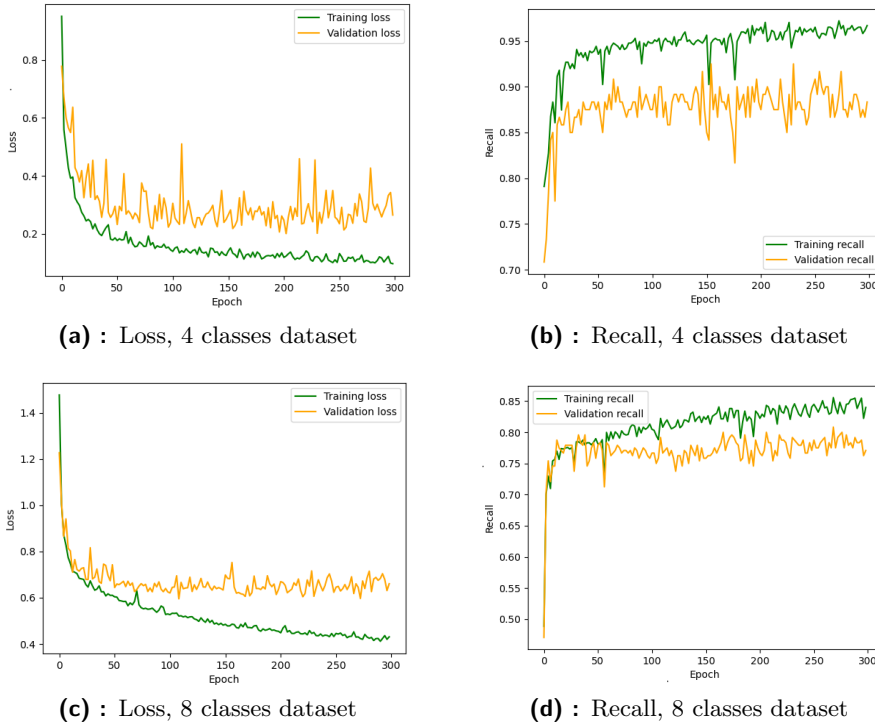 Training loss
Validation loss
0.8
0.6
0.4
0.2
Loss
0
50
100
150
200
250
300
Epoch
(a) : Loss, 4 classes dataset
0.95
0.90
0.85
0.80
0.75
0.70
Recall
Training recall
Validation recall
0
50
100
150
200
250
300
Epoch
(b) : Recall, 4 classes dataset
Training loss
Validation loss
1.4
1.2
1.0
0.8
0.6
0.4
Loss
0
50
100
150
200
250
300
Epoch
(c) : Loss, 8 classes dataset
Training recall
Validation recall
0.85
0.80
0.75
0.70
0.65
0.60
0.55
0.50
Recall
0
50
100
150
200
250
300
Epoch
(d) : Recall, 8 classes dataset